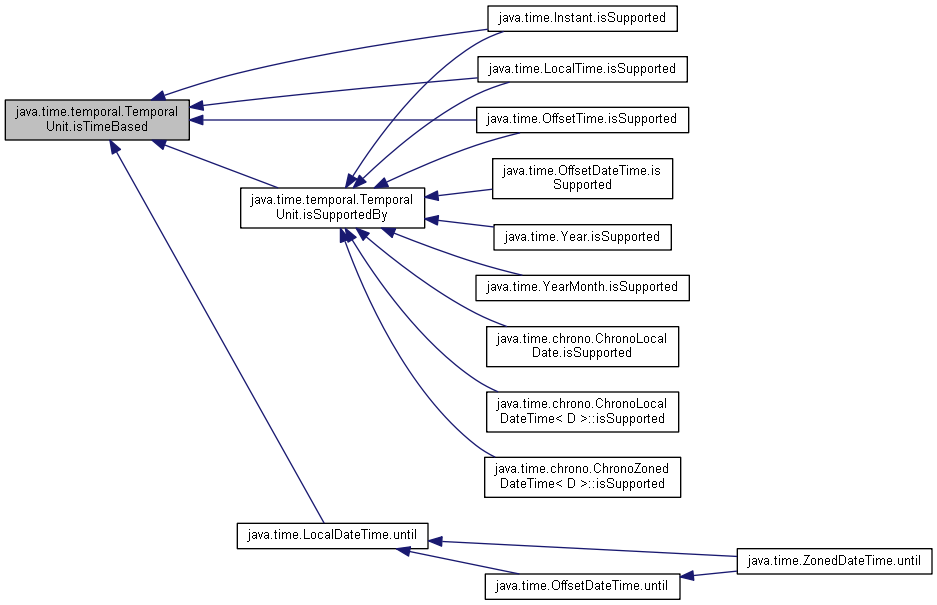 java.time.Instant.isSupported
java.time.LocalTime.isSupported
java.time.temporal.Temporal
Unit.isTimeBased
java.time.OffsetTime.isSupported
java.time.OffsetDateTime.is
Supported
java.time.temporal.Temporal
Unit.isSupportedBy
java.time.Year.isSupported
java.time.YearMonth.isSupported
java.time.chrono.ChronoLocal
Date.isSupported
java.time.chrono.ChronoLocal
DateTime< D >::isSupported
java.time.chrono.ChronoZoned
DateTime< D >::isSupported
java.time.LocalDateTime.until
java.time.ZonedDateTime.until
java.time.OffsetDateTime.until